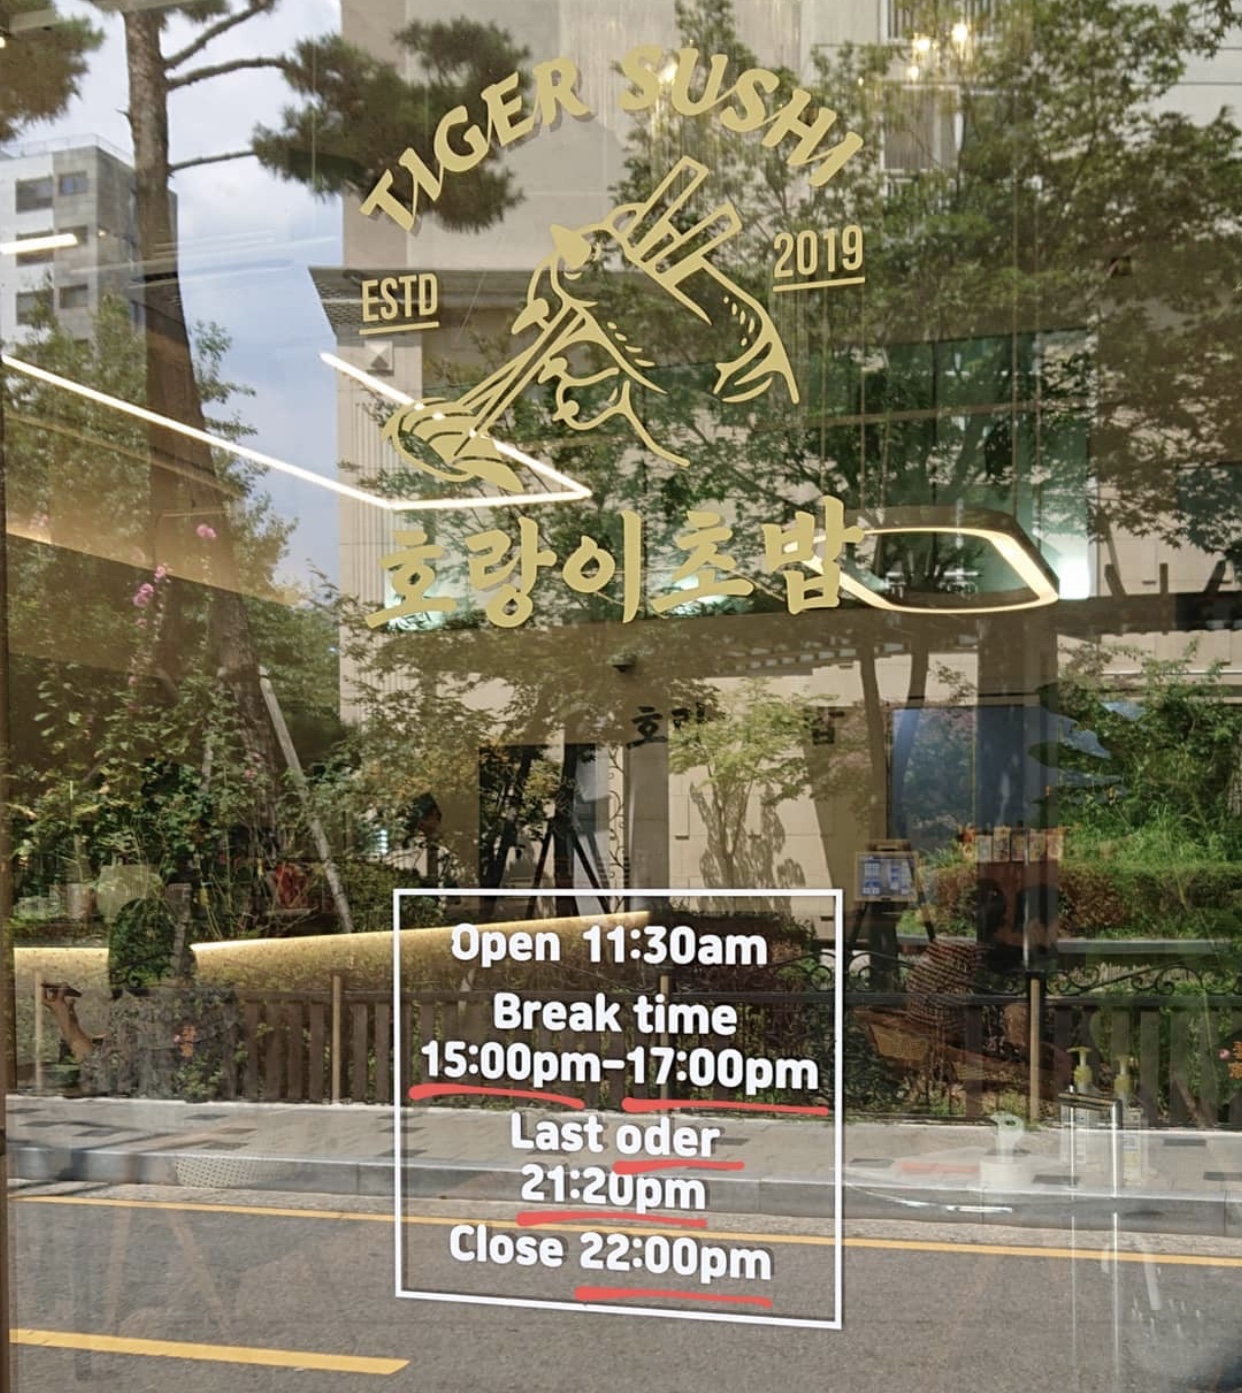 TIGER SUSHI
ESTD 2019
호랑이초밥
Open 11:30am
Break time
15:00pm-17:00pm
Last oder
21:20pm
Close 22:00pm